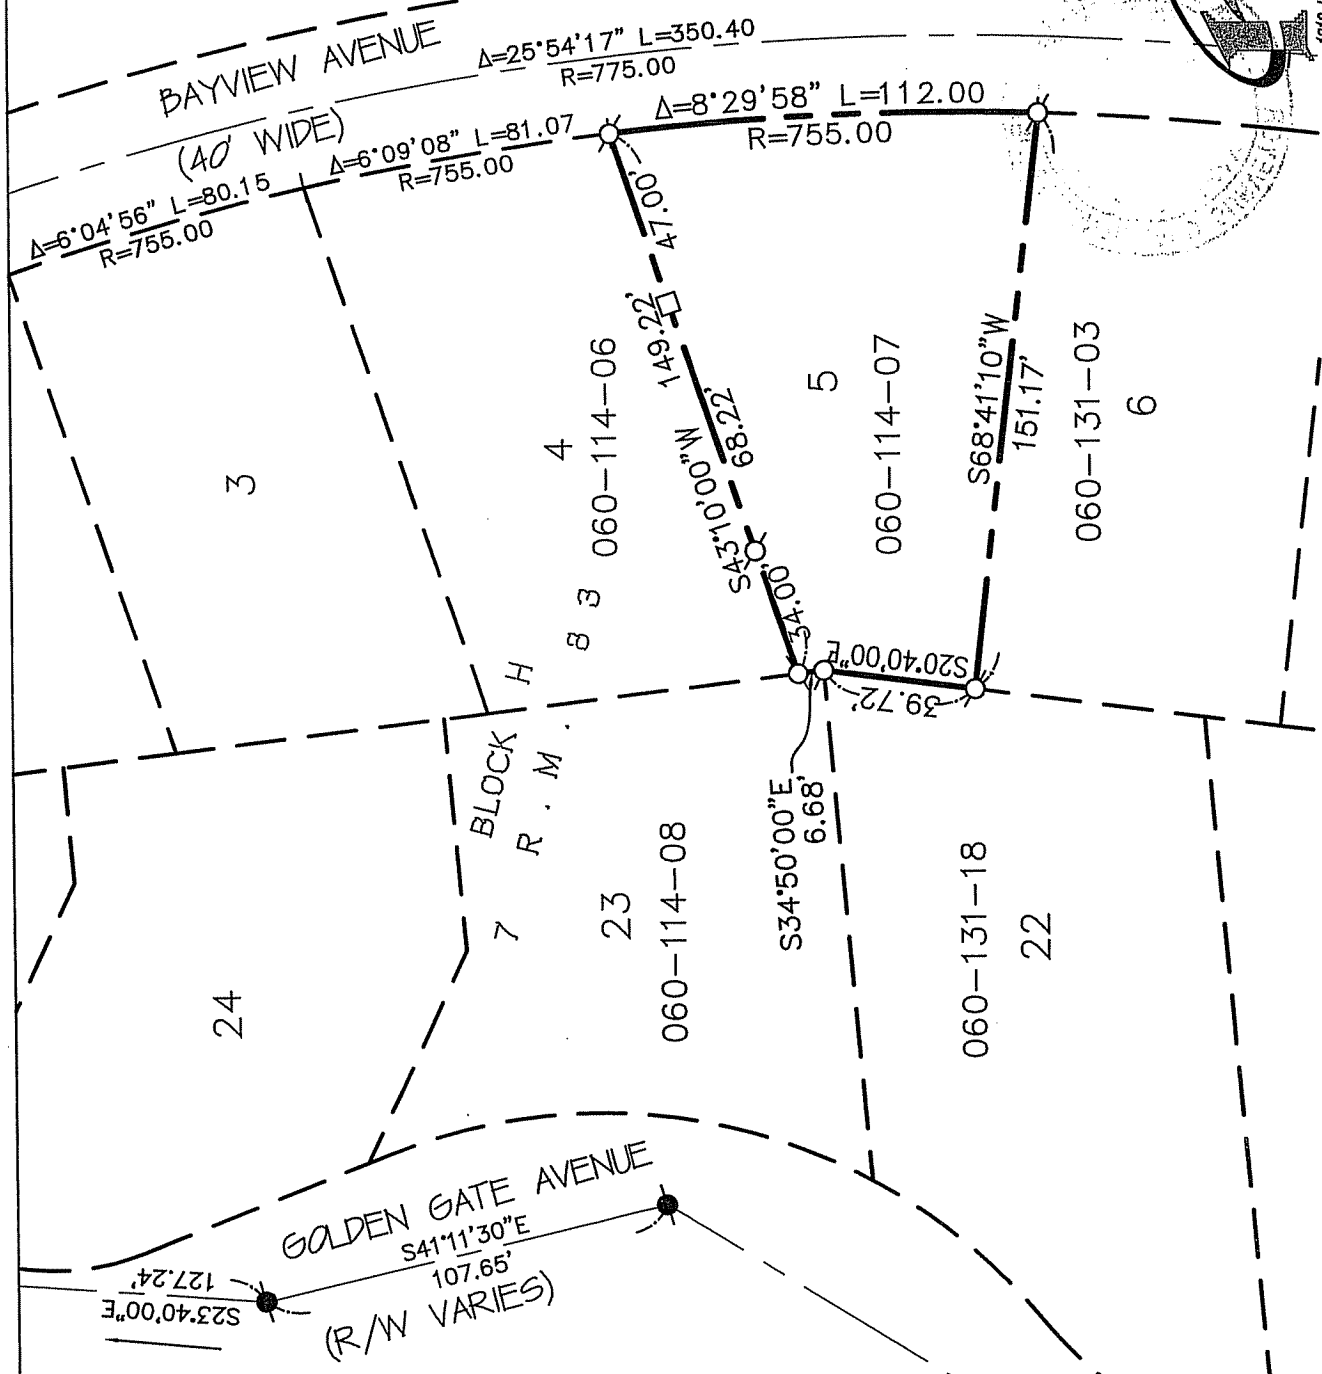 BAYVIEW AVENUE
(40' WIDE)
Δ=25°54'17" L=350.40
R=775.00
Δ=8°29'58" L=112.00
R=755.00
Δ=6°09'08" L=81.07
R=755.00
Δ=6°04'56" L=80.15
R=755.00
47.00'
149.22'
S43°10'00"W
68.22'
34.00'
3
4
060-114-06
5
060-114-07
S68°41'10"W
151.17'
060-131-03
6
S20°40'00"E
39.72'
S34°50'00"E
6.68'
BLOCK H
7 R.M. 83
24
23
060-114-08
060-131-18
22
GOLDEN GATE AVENUE
S41°11'30"E
107.65'
(R/W VARIES)
127.24'
S23°40'00"E